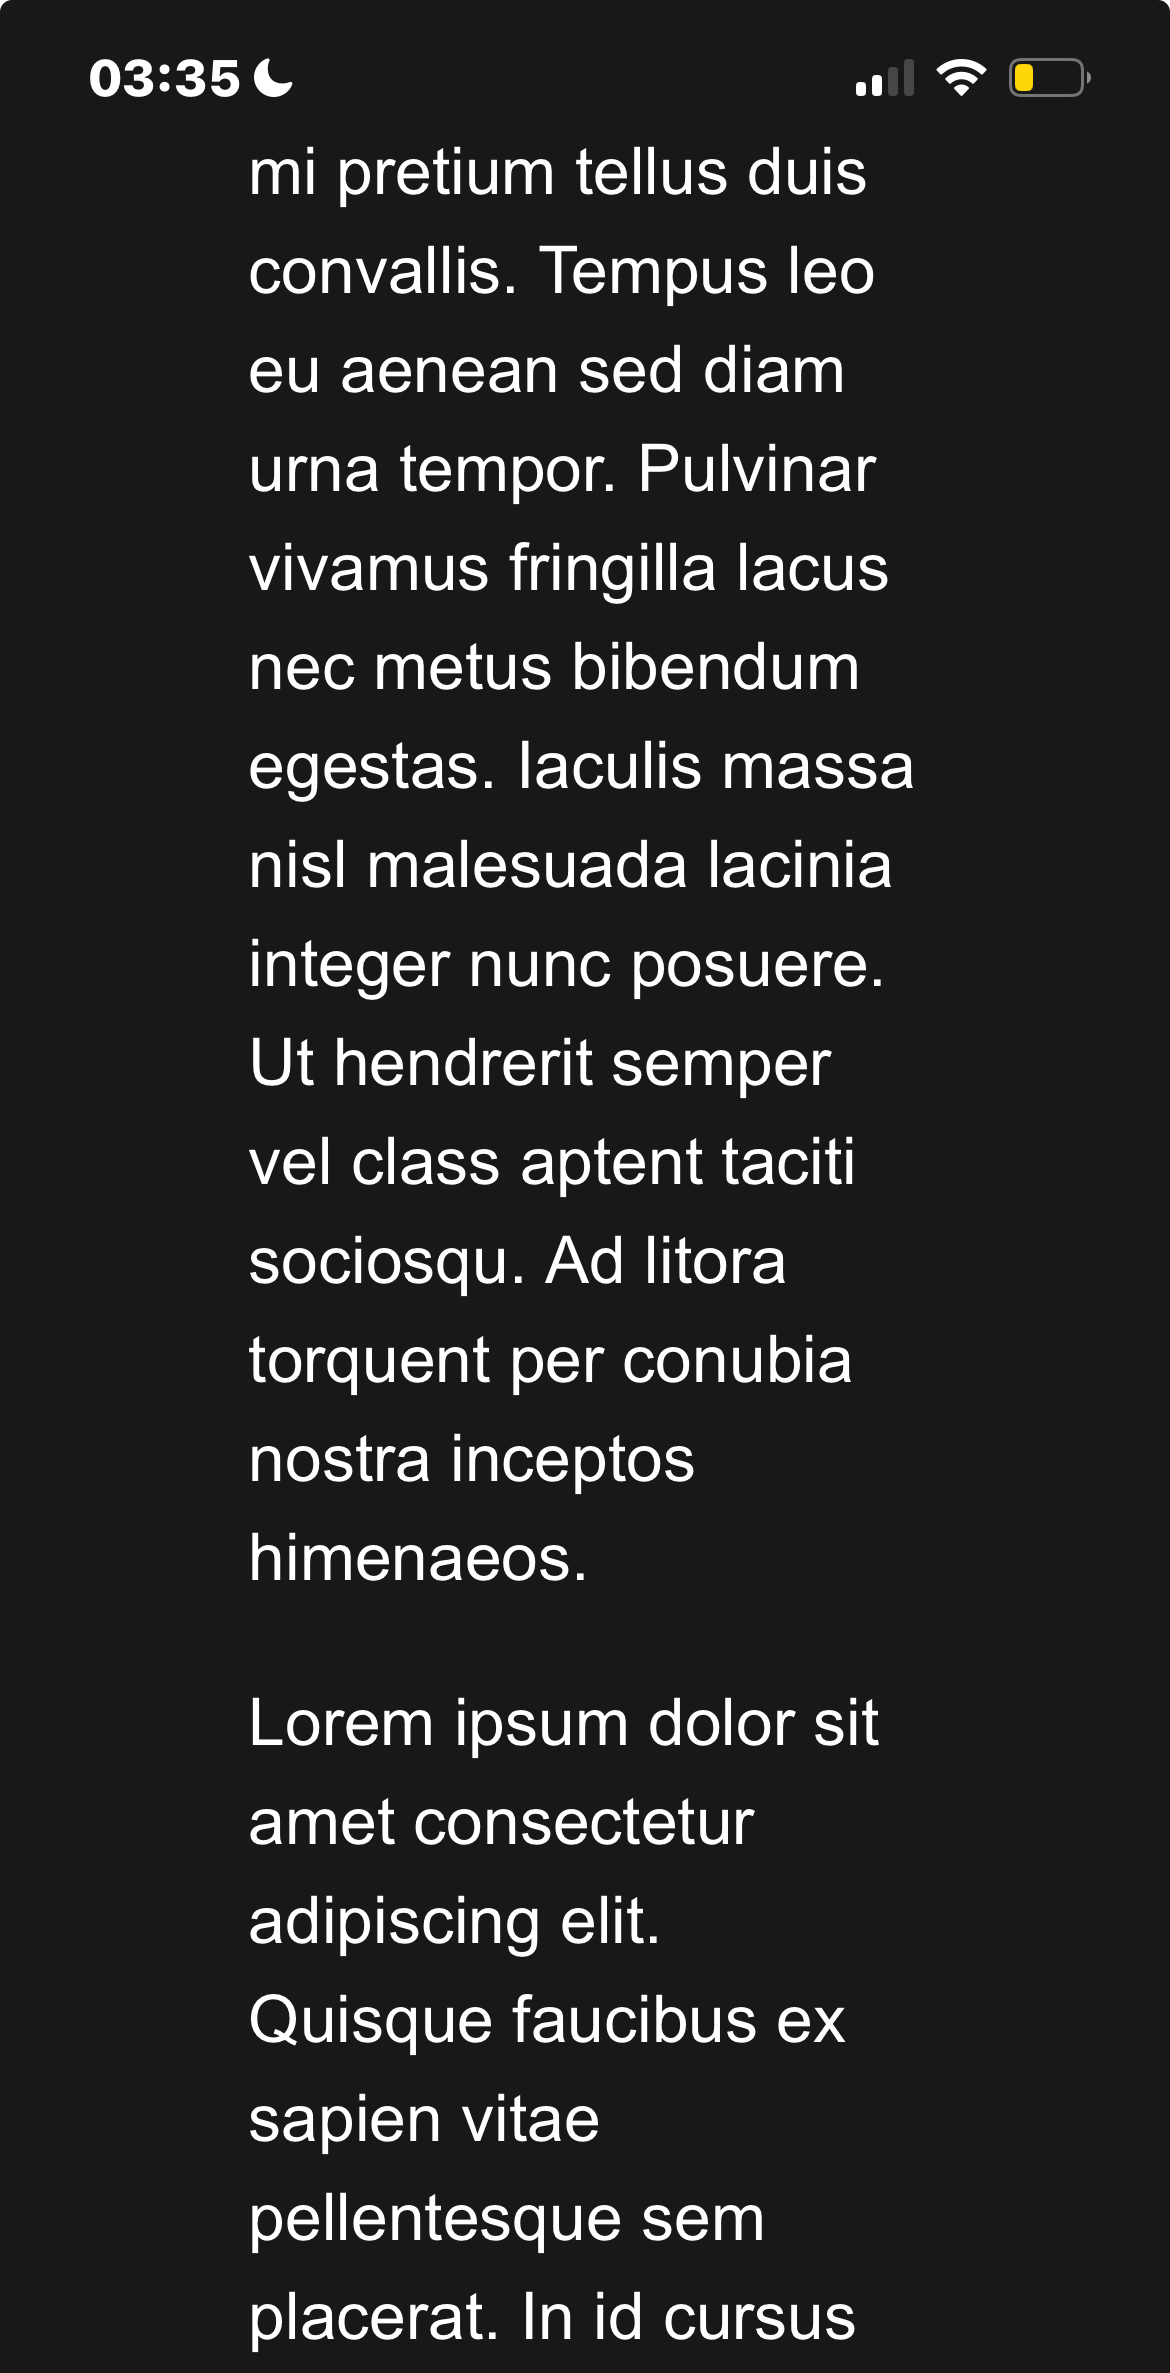 03:35
mi pretium tellus duis
convallis. Tempus leo
eu aenean sed diam
urna tempor. Pulvinar
vivamus fringilla lacus
nec metus bibendum
egestas. Iaculis massa
nisl malesuada lacinia
integer nunc posuere.
Ut hendrerit semper
vel class aptent taciti
sociosqu. Ad litora
torquent per conubia
nostra inceptos
himenaeos.
Lorem ipsum dolor sit
amet consectetur
adipiscing elit.
Quisque faucibus ex
sapien vitae
pellentesque sem
placerat. In id cursus